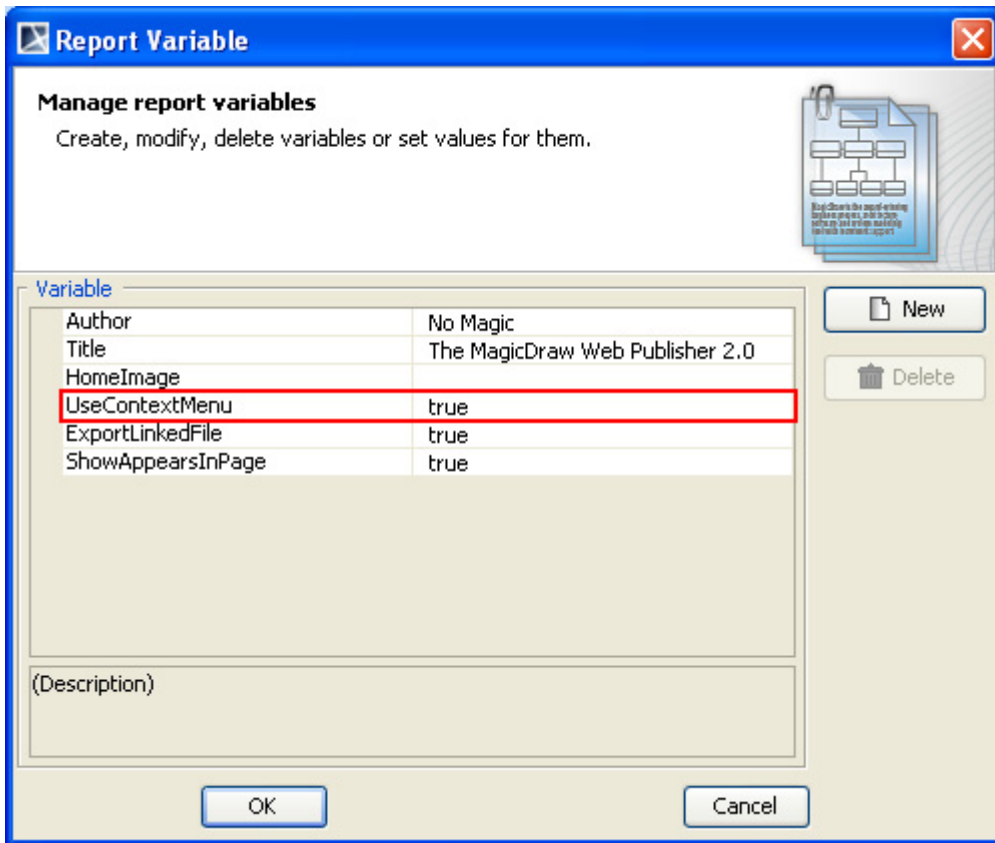 Report Variable
Manage report variables
Create, modify, delete variables or set values for them.
Variable
Author No Magic
Title The MagicDraw Web Publisher 2.0
HomeImage
UseContextMenu true
ExportLinkedFile true
ShowAppearsInPage true
New
Delete
(Description)
OK
Cancel